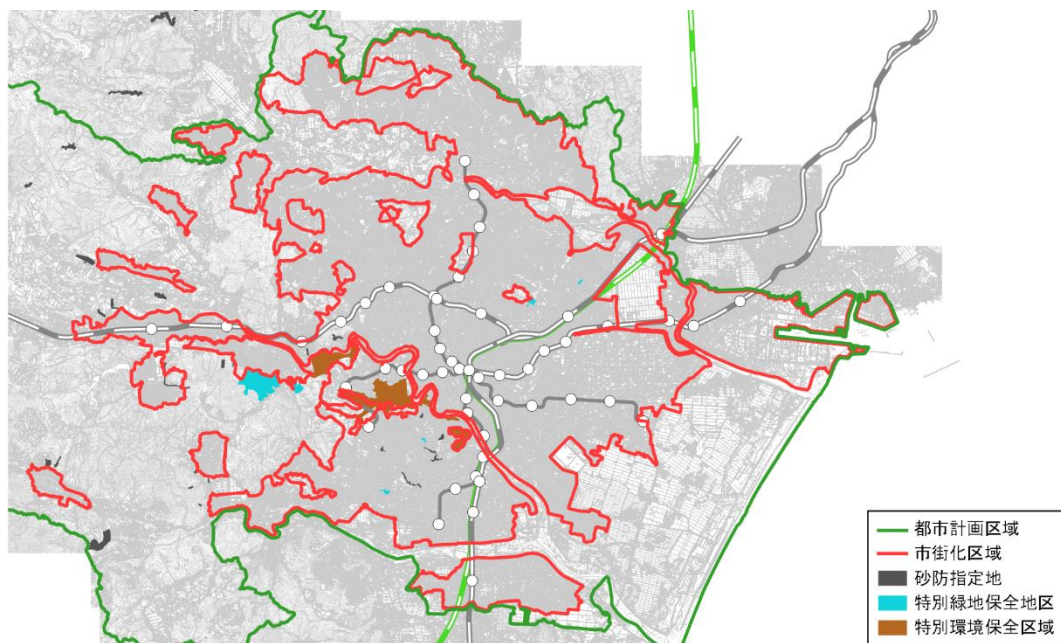 都市計画区域
市街化区域
砂防指定地
特別緑地保全地区
特別環境保全区域